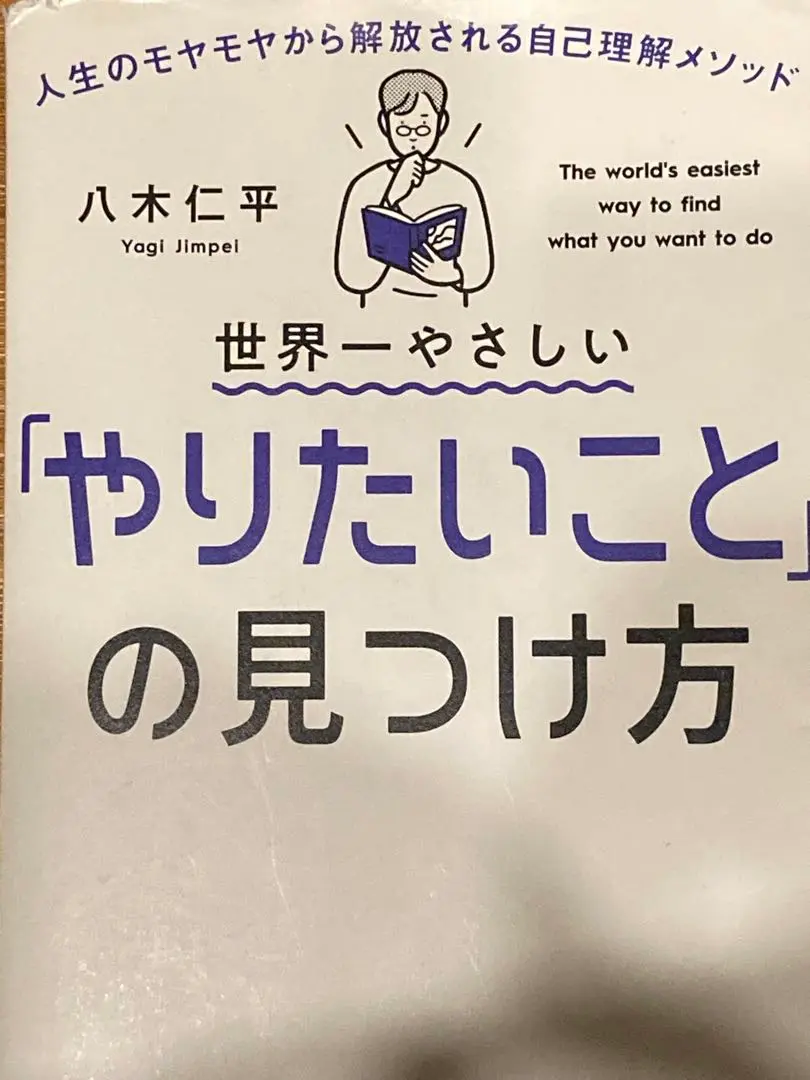 人生のモヤモヤから解放される自己理解メソッド
八木仁平
Yagi Jimpei
The world's easiest
way to find
what you want to do
世界一やさしい
「やりたいこと」
の見つけ方